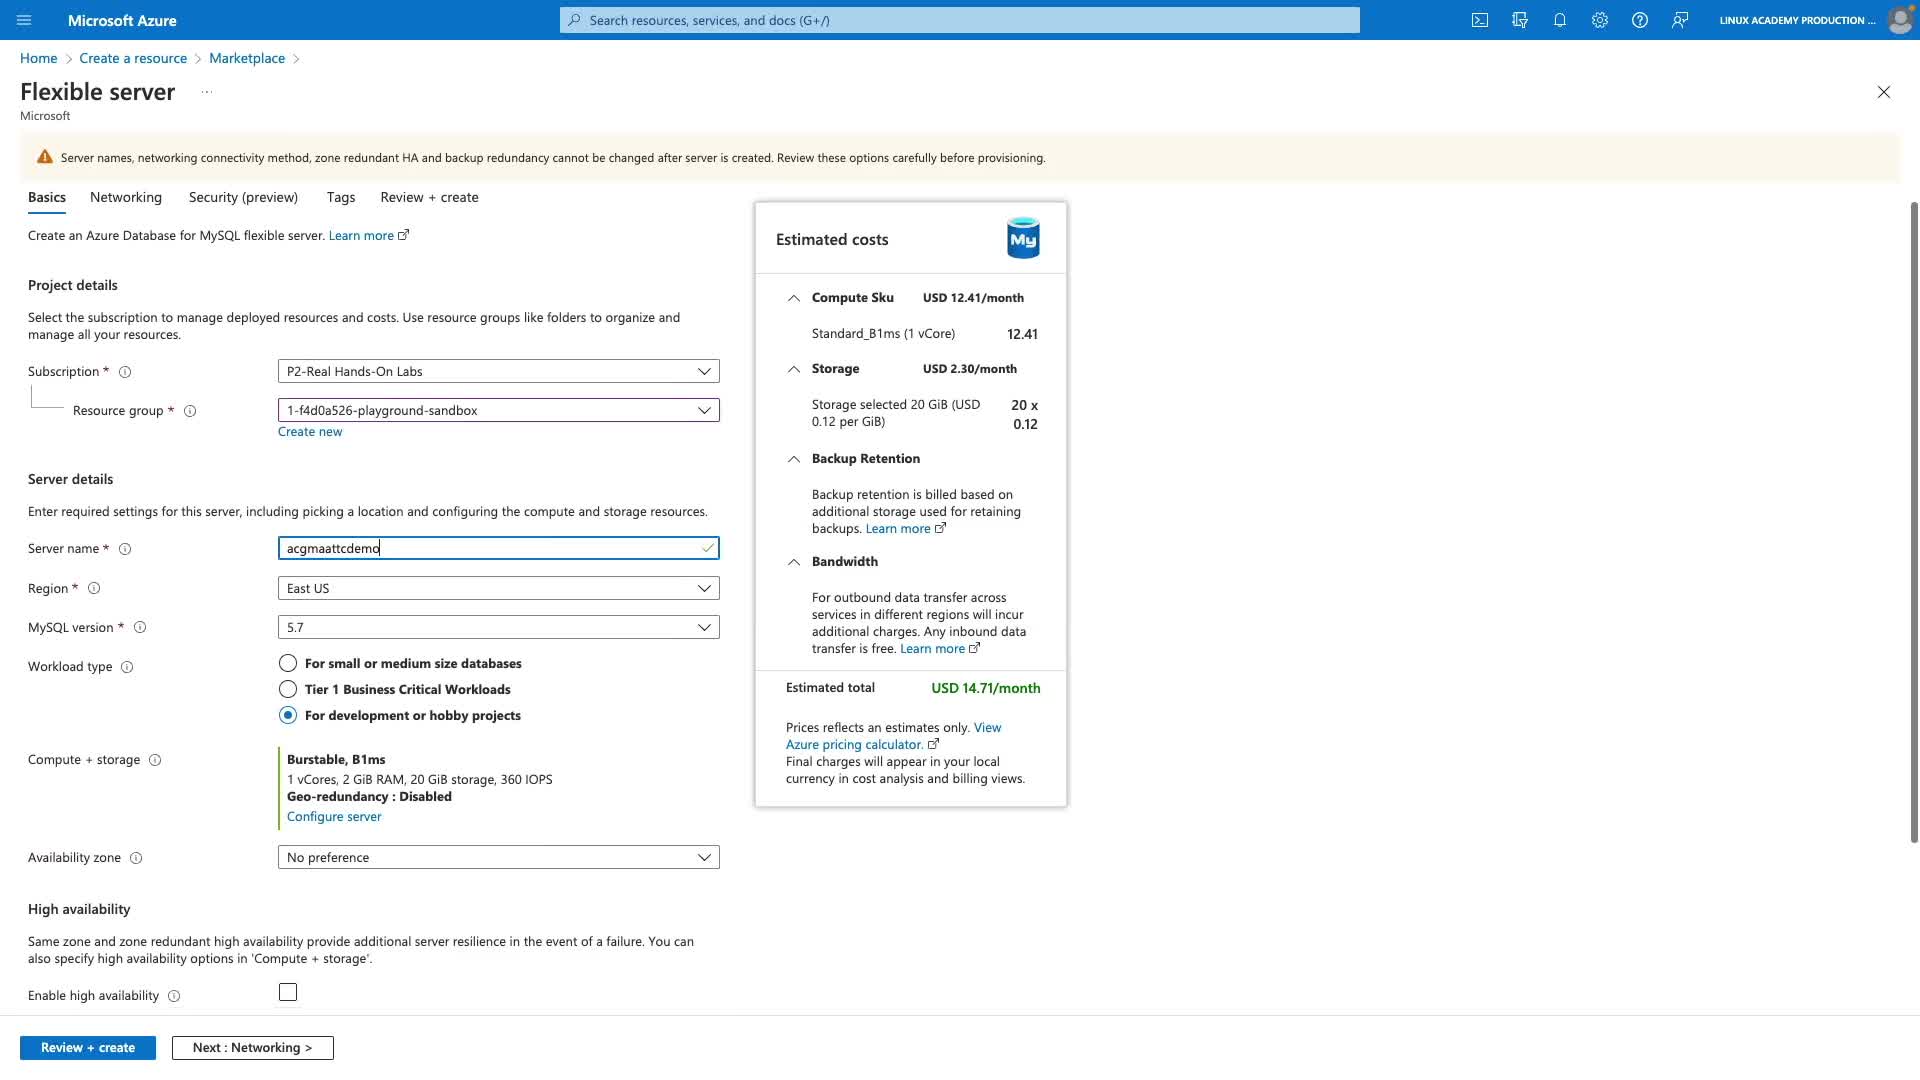 Microsoft Azure
Search resources, services, and docs (G+/)
LINUX ACADEMY PRODUCTION ...
Home > Create a resource > Marketplace >
Flexible server ...
Microsoft
Server names, networking connectivity method, zone redundant HA and backup redundancy cannot be changed after server is created. Review these options carefully before provisioning.
Basics Networking Security (preview) Tags Review + create
Create an Azure Database for MySQL flexible server. Learn more
Project details
Select the subscription to manage deployed resources and costs. Use resource groups like folders to organize and
manage all your resources.
Subscription *
P2-Real Hands-On Labs
Resource group *
1-f4d0a526-playground-sandbox
Create new
Server details
Enter required settings for this server, including picking a location and configuring the compute and storage resources.
Server name *
acgmaattcdemo
Region *
East US
MySQL version *
5.7
Workload type
For small or medium size databases
Tier 1 Business Critical Workloads
For development or hobby projects
Compute + storage
Burstable, B1ms
1 vCores, 2 GiB RAM, 20 GiB storage, 360 IOPS
Geo-redundancy : Disabled
Configure server
Availability zone
No preference
High availability
Same zone and zone redundant high availability provide additional server resilience in the event of a failure. You can
also specify high availability options in 'Compute + storage'.
Enable high availability
Review + create
Next : Networking >
Estimated costs
My
Compute Sku USD 12.41/month
Standard_B1ms (1 vCore) 12.41
Storage USD 2.30/month
Storage selected 20 GiB (USD 20 x
0.12 per GiB) 0.12
Backup Retention
Backup retention is billed based on
additional storage used for retaining
backups. Learn more
Bandwidth
For outbound data transfer across
services in different regions will incur
additional charges. Any inbound data
transfer is free. Learn more
Estimated total USD 14.71/month
Prices reflects an estimates only. View
Azure pricing calculator.
Final charges will appear in your local
currency in cost analysis and billing views.